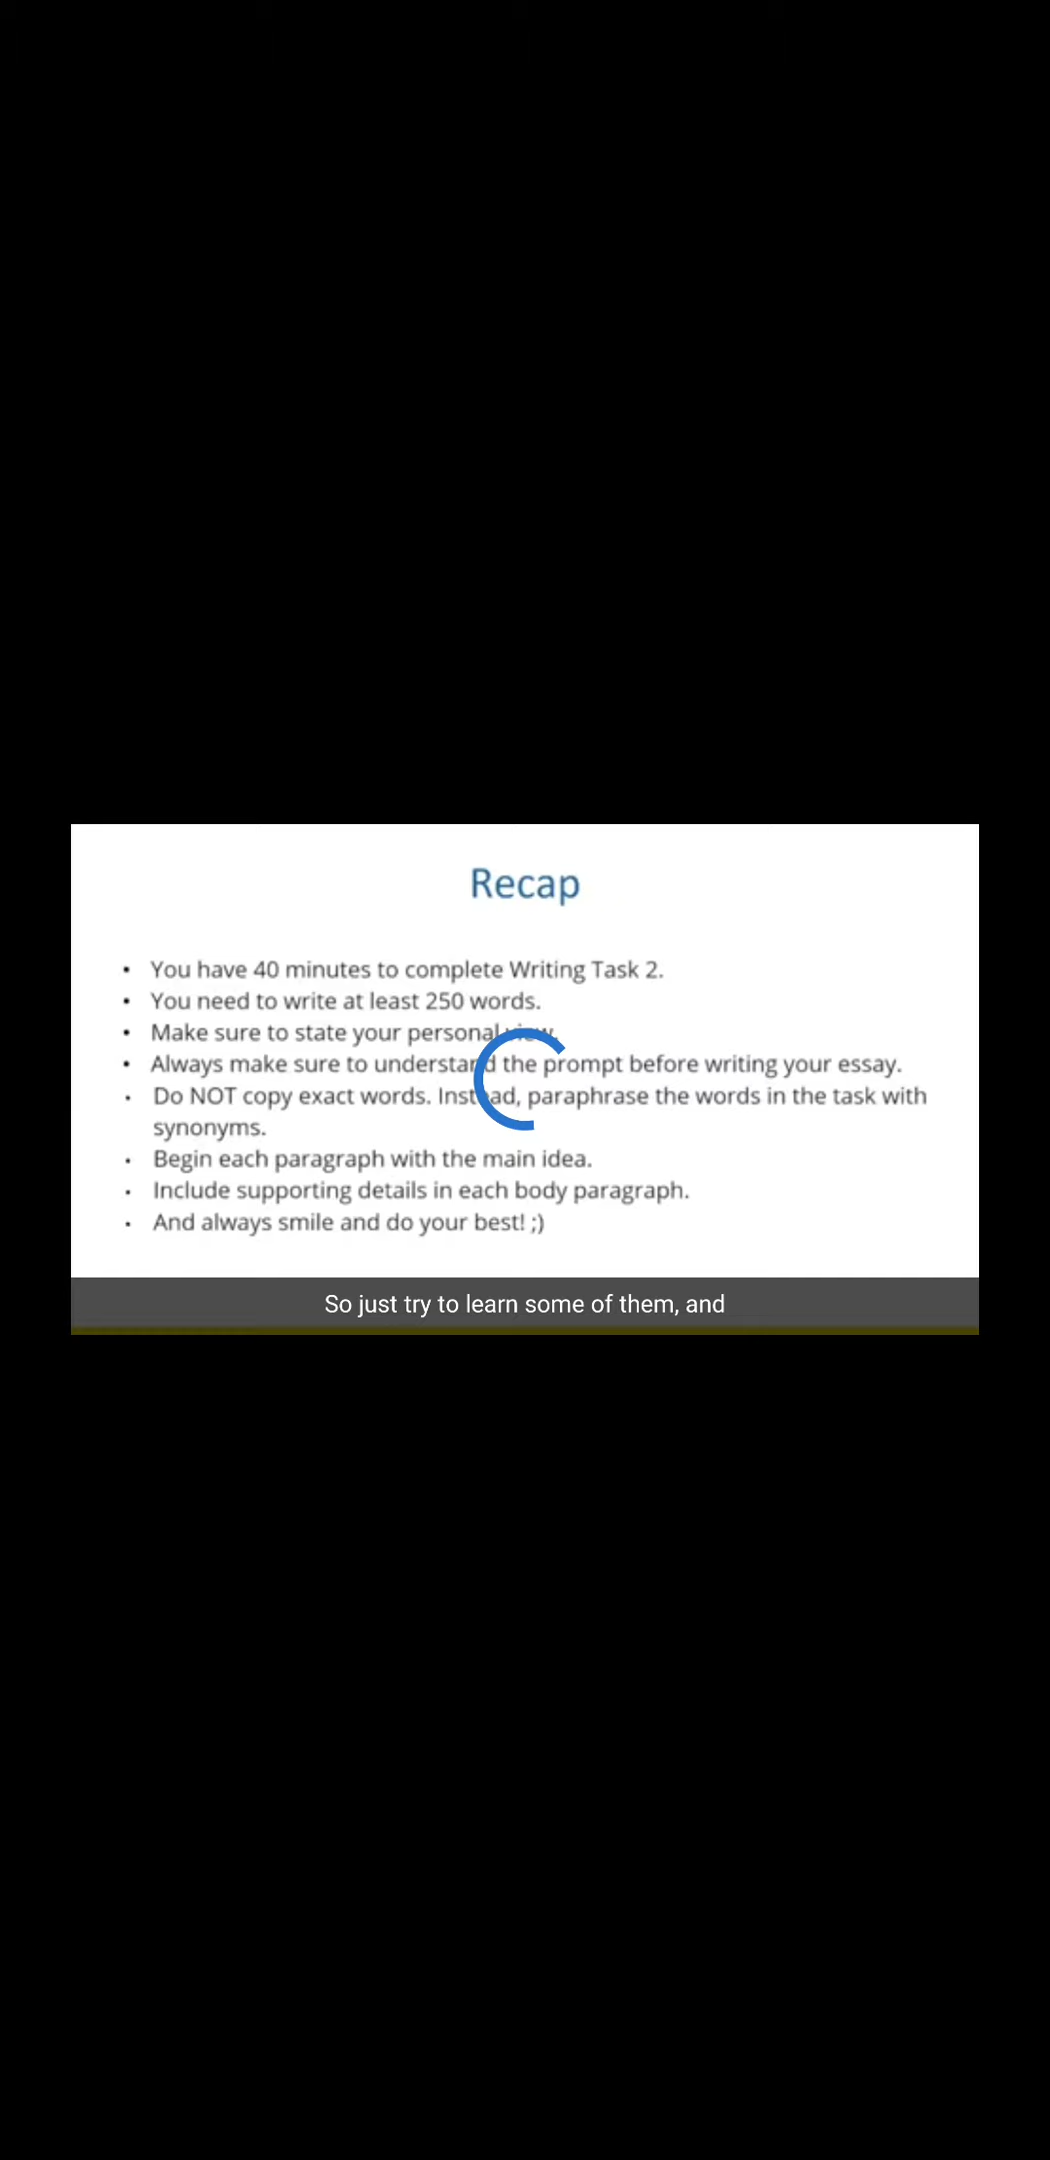 Recap
• You have 40 minutes to complete Writing Task 2.
• You need to write at least 250 words.
• Make sure to state your personal view.
• Always make sure to understand the prompt before writing your essay.
• Do NOT copy exact words. Instead, paraphrase the words in the task with
synonyms.
• Begin each paragraph with the main idea.
• Include supporting details in each body paragraph.
• And always smile and do your best! ;)
So just try to learn some of them, and